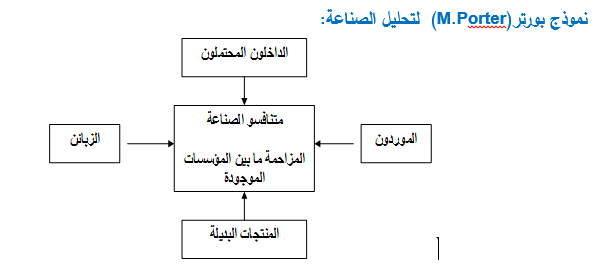 نموذج بورتر(M.Porter) لتحليل الصناعة:
الداخلون المحتملون
متنافسو الصناعة
المزاحمة ما بين المؤسسات
الموجودة
الموردون
الزبائن
المنتجات البديلة